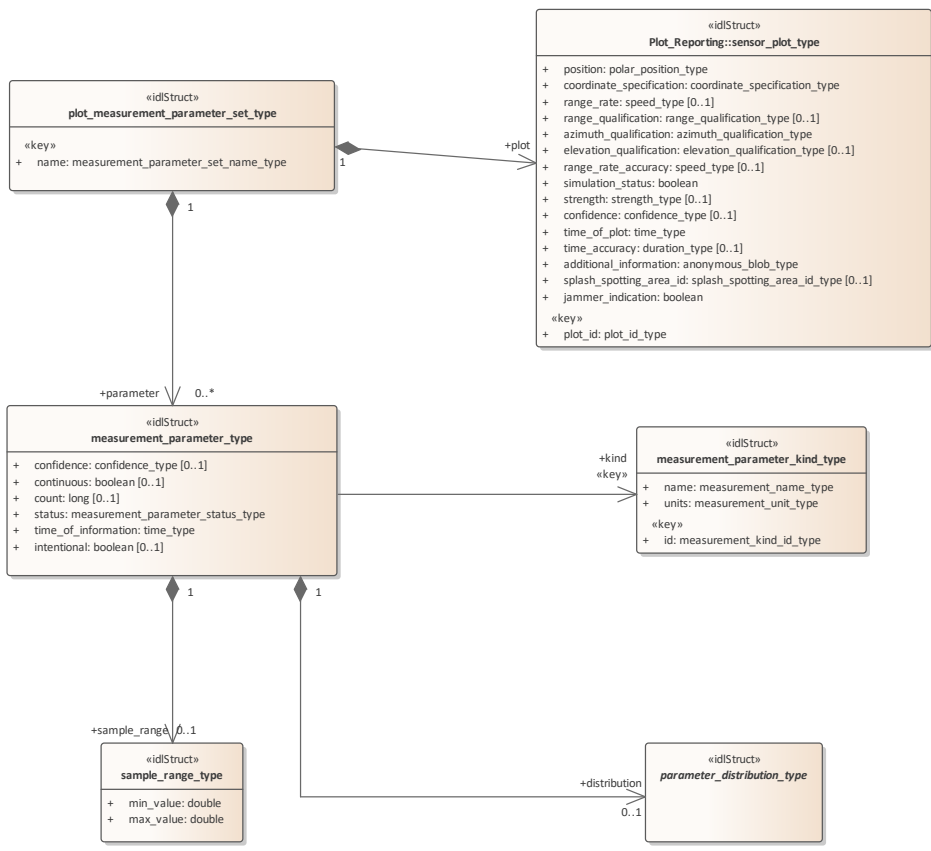 «idlStruct»
Plot_Reporting::sensor_plot_type
+ position: polar_position_type
+ coordinate_specification: coordinate_specification_type
+ range_rate: speed_type [0..1]
+ range_qualification: range_qualification_type [0..1]
+ azimuth_qualification: azimuth_qualification_type
+ elevation_qualification: elevation_qualification_type [0..1]
+ range_rate_accuracy: speed_type [0..1]
+ simulation_status: boolean
+ strength: strength_type [0..1]
+ confidence: confidence_type [0..1]
+ time_of_plot: time_type
+ time_accuracy: duration_type [0..1]
+ additional_information: anonymous_blob_type
+ splash_spotting_area_id: splash_spotting_area_id_type [0..1]
+ jammer_indication: boolean
«key»
+ plot_id: plot_id_type
«idlStruct»
plot_measurement_parameter_set_type
«key»
+ name: measurement_parameter_set_name_type
1
+plot
1
+parameter 0..*
«idlStruct»
measurement_parameter_type
+ confidence: confidence_type [0..1]
+ continuous: boolean [0..1]
+ count: long [0..1]
+ status: measurement_parameter_status_type
+ time_of_information: time_type
+ intentional: boolean [0..1]
+kind
«key»
«idlStruct»
measurement_parameter_kind_type
+ name: measurement_name_type
+ units: measurement_unit_type
«key»
+ id: measurement_kind_id_type
1
1
+sample_range 0..1
«idlStruct»
sample_range_type
+ min_value: double
+ max_value: double
+distribution
0..1
«idlStruct»
parameter_distribution_type